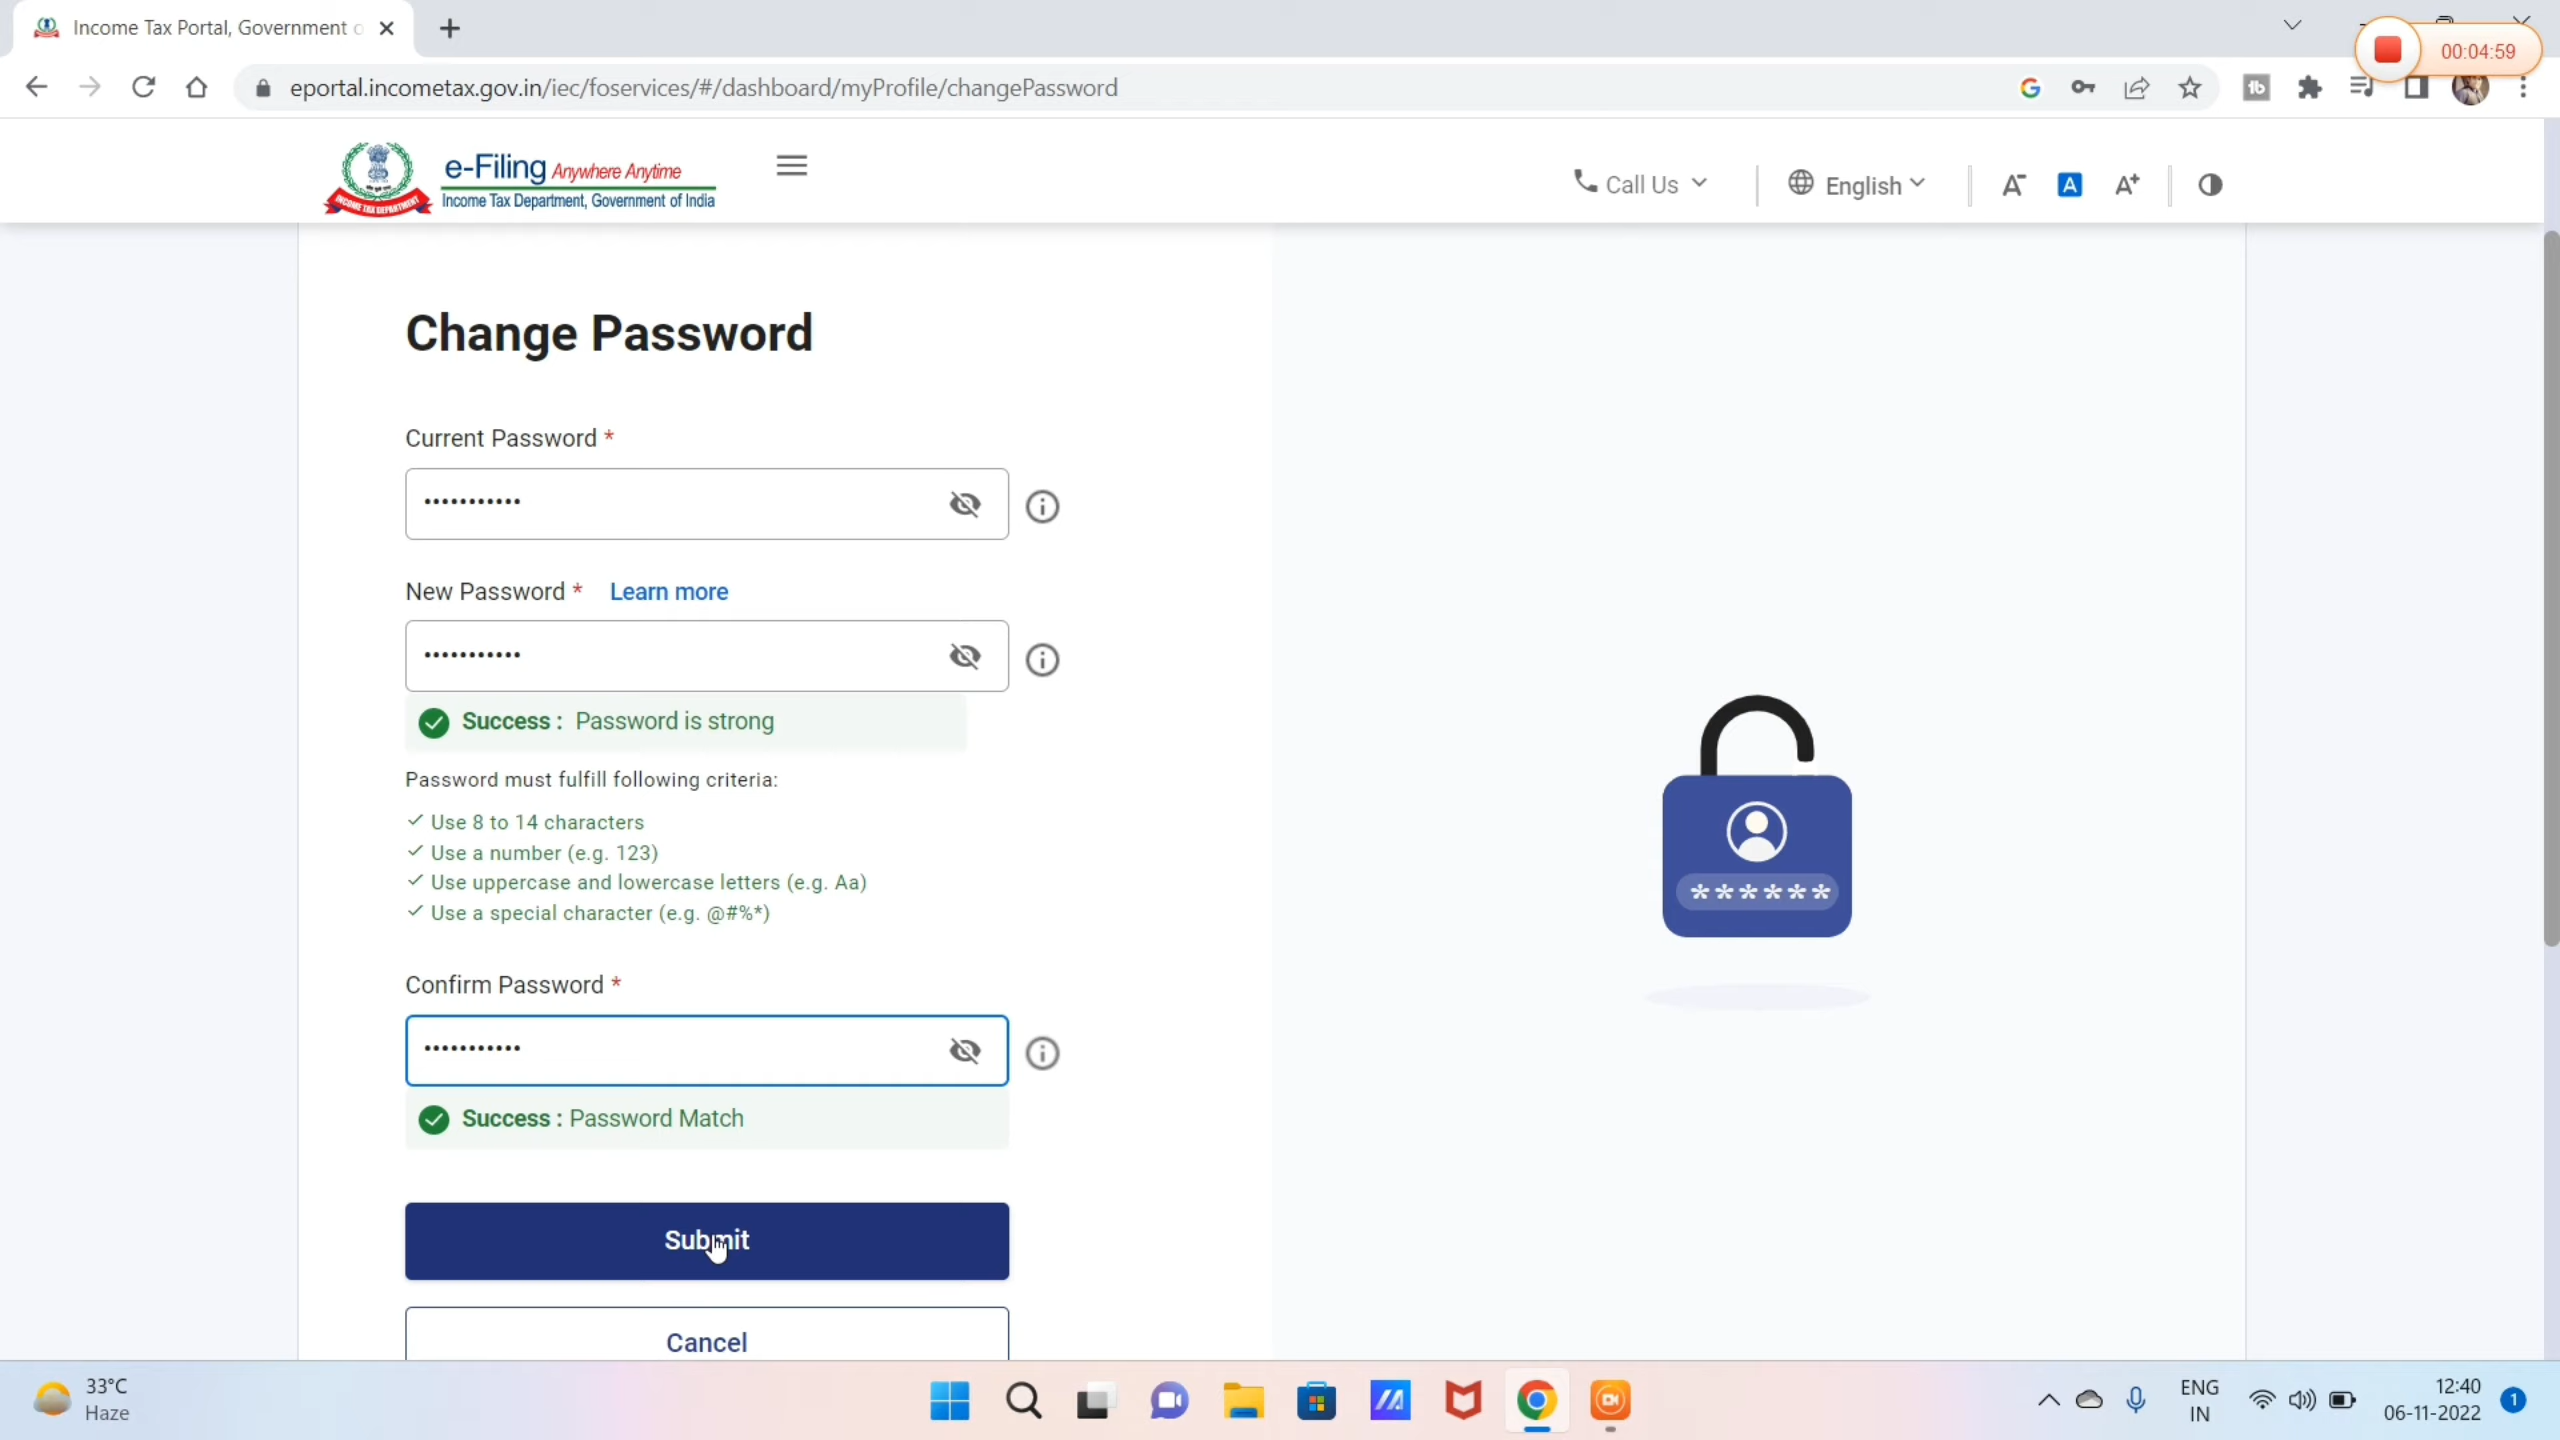 Income Tax Portal, Government o
00:04:59
eportal.incometax.gov.in/iec/foservices/#/dashboard/myProfile/changePassword
e-Filing Anywhere Anytime
Income Tax Department, Government of India
INCOME TAX DEPARTMENT
Call Us
English
A-
A
A+
Change Password
Current Password *
•••••••••••
New Password * Learn more
•••••••••••
Success : Password is strong
Password must fulfill following criteria:
Use 8 to 14 characters
Use a number (e.g. 123)
Use uppercase and lowercase letters (e.g. Aa)
Use a special character (e.g. @#%*)
Confirm Password *
•••••••••••
Success : Password Match
Submit
Cancel
******
33°C
Haze
ENG
IN
12:40
06-11-2022
1